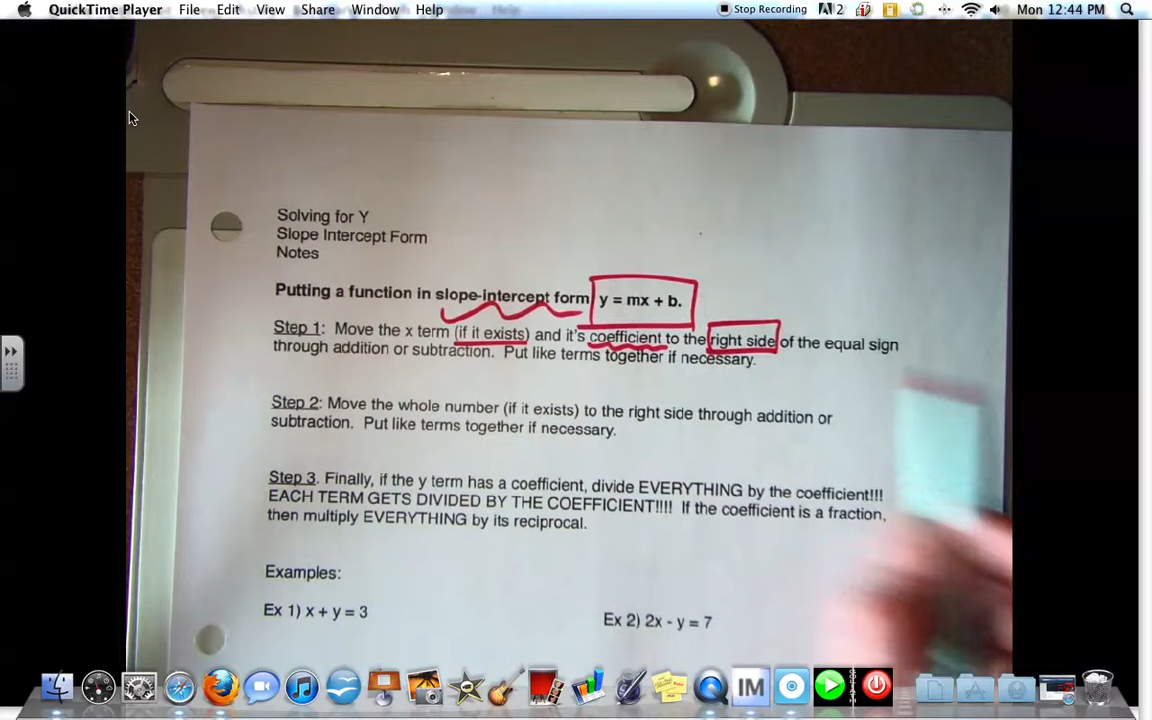 QuickTime Player File Edit View Share Window Help Stop Recording 2 Mon 12:44 PM
Solving for Y
Slope Intercept Form
Notes
Putting a function in slope-intercept form y = mx + b.
Step 1: Move the x term (if it exists) and it's coefficient to the right side of the equal sign
through addition or subtraction. Put like terms together if necessary.
Step 2: Move the whole number (if it exists) to the right side through addition or
subtraction. Put like terms together if necessary.
Step 3. Finally, if the y term has a coefficient, divide EVERYTHING by the coefficient!!!
EACH TERM GETS DIVIDED BY THE COEFFICIENT!!!! If the coefficient is a fraction,
then multiply EVERYTHING by its reciprocal.
Examples:
Ex 1) x + y = 3
Ex 2) 2x - y = 7
IM